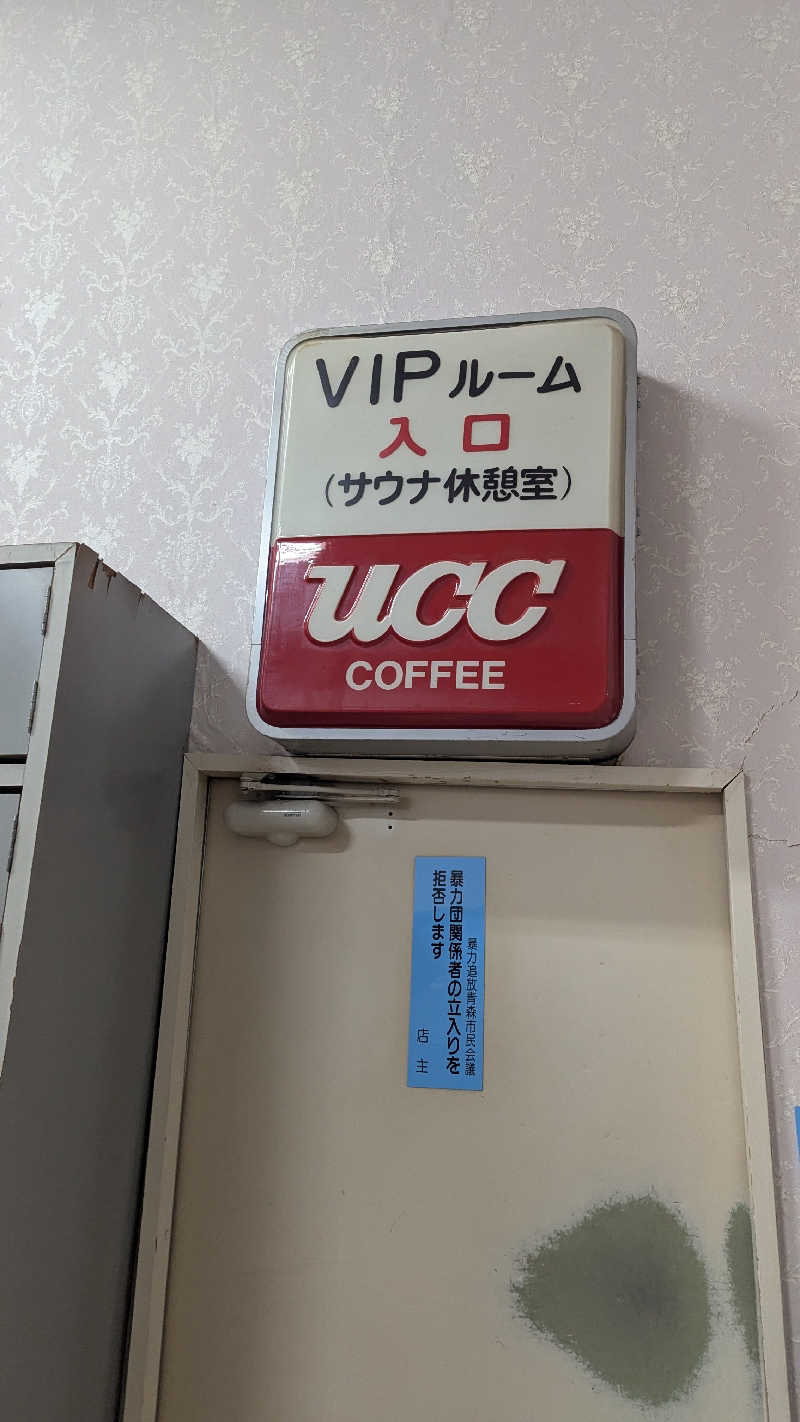 VIPルーム
入口
(サウナ休憩室)
UCC
COFFEE
暴力追放青森市民会議
暴力団関係者の立入りを
拒否します
店主